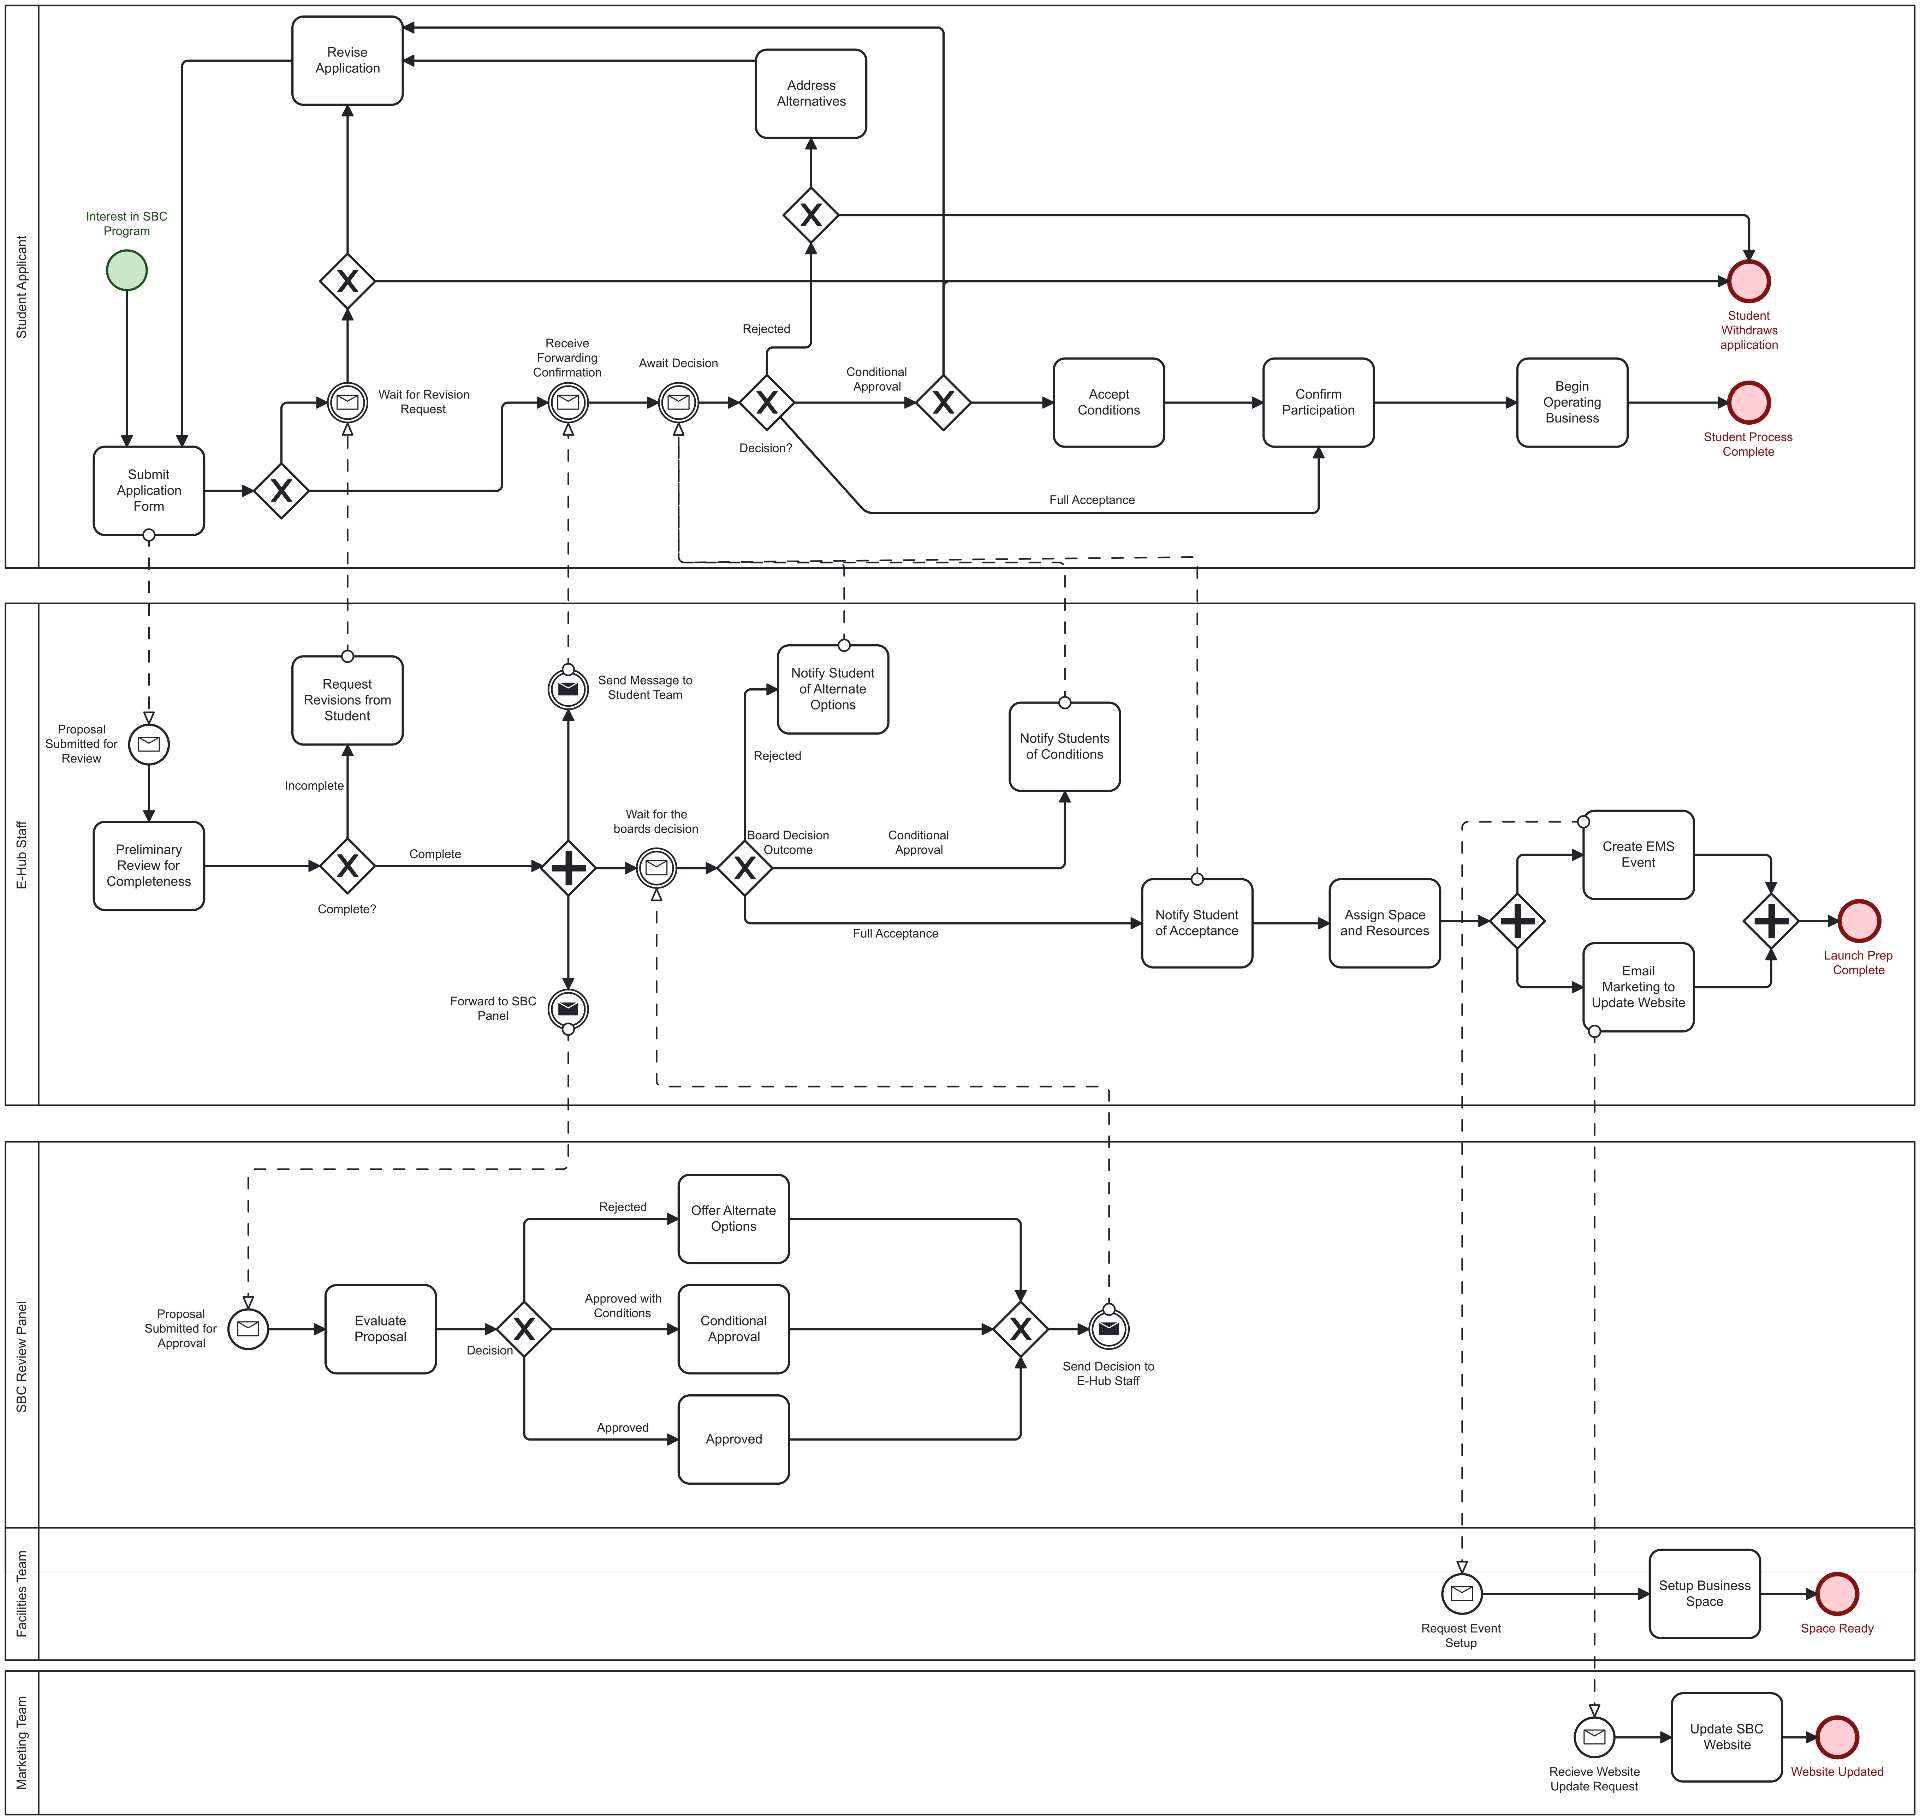 Student Applicant
Revise
Application
Address
Alternatives
Interest in SBC
Program
Student
Withdraws
application
Rejected
Receive
Forwarding
Confirmation
Await Decision
Wait for Revision
Request
Conditional
Approval
Decision?
Accept
Conditions
Confirm
Participation
Begin
Operating
Business
Student Process
Complete
Submit
Application
Form
Full Acceptance
E-Hub Staff
Request
Revisions from
Student
Send Message to
Student Team
Notify Student
of Alternate
Options
Notify Students
of Conditions
Proposal
Submitted for
Review
Incomplete
Rejected
Preliminary
Review for
Completeness
Complete
Complete?
Wait for the
boards decision
Board Decision
Outcome
Conditional
Approval
Full Acceptance
Notify Student
of Acceptance
Assign Space
and Resources
Create EMS
Event
Email
Marketing to
Update Website
Launch Prep
Complete
Forward to SBC
Panel
SBC Review Panel
Rejected
Offer Alternate
Options
Proposal
Submitted for
Approval
Evaluate
Proposal
Decision
Approved with
Conditions
Conditional
Approval
Send Decision to
E-Hub Staff
Approved
Approved
Facilities Team
Request Event
Setup
Setup Business
Space
Space Ready
Marketing Team
Recieve Website
Update Request
Update SBC
Website
Website Updated